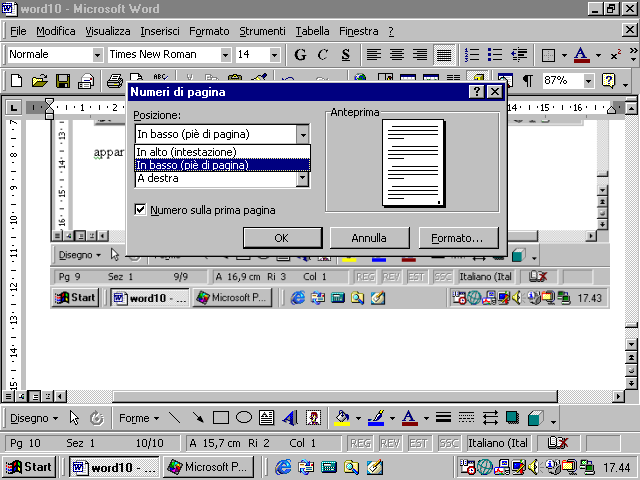 word10 - Microsoft Word
File Modifica Visualizza Inserisci Formato Strumenti Tabella Finestra ?
Normale Times New Roman 14 G C S
87%
Numeri di pagina
Posizione:
In basso (piè di pagina)
In alto (intestazione)
In basso (piè di pagina)
A destra
Numero sulla prima pagina
Anteprima
OK Annulla Formato...
appar
Disegno
Pg 9 Sez 1 9/9 A 16,9 cm Ri 3 Col 1 REG REV EST SSC Italiano (Ital
Start word10 - ... Microsoft P... 17.43
Disegno Forme
Pg 10 Sez 1 10/10 A 15,7 cm Ri 2 Col 1 REG REV EST SSC Italiano (Ital
Start word10 - ... Microsoft P... 17.44